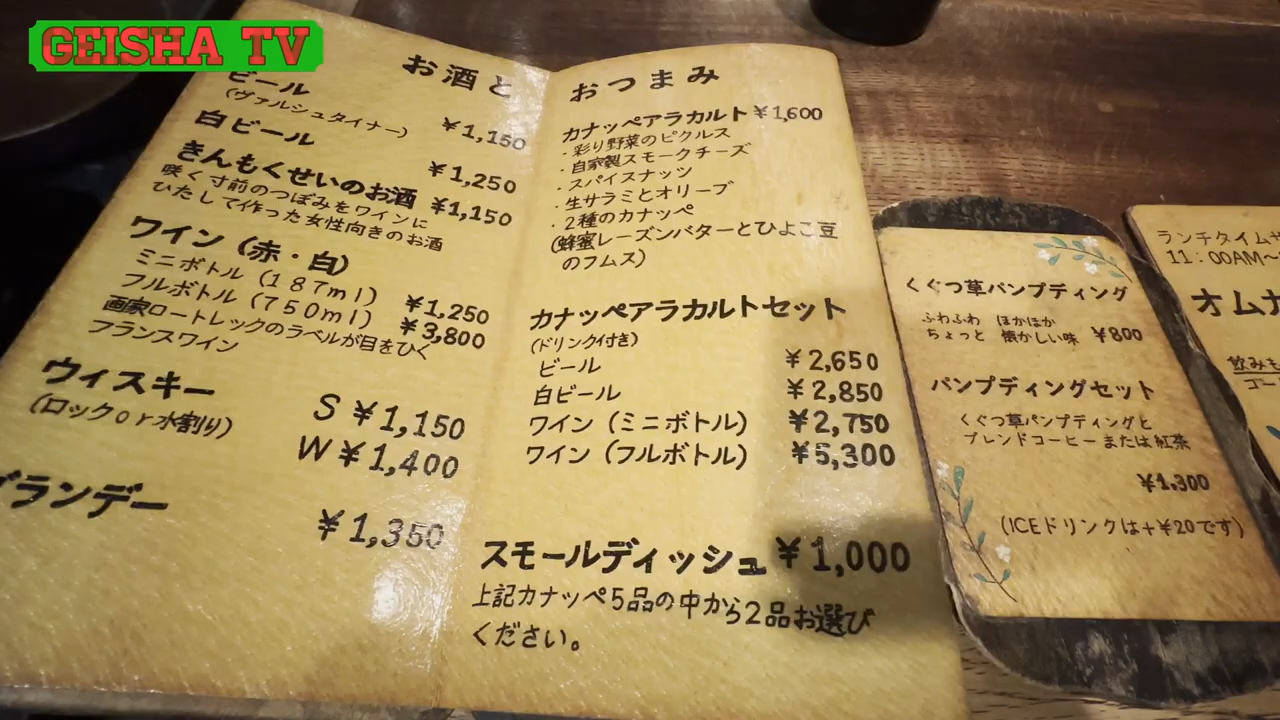 GEISHA TV
お酒と
ビール
(ヴァルシュタイナー)
¥1,150
白ビール
¥1,250
きんもくせいのお酒 ¥1,150
咲く寸前のつぼみをワインに
ひたして作った女性向きのお酒
ワイン(赤・白)
ミニボトル(187ml) ¥1,250
フルボトル(750ml) ¥3,800
画家ロートレックのラベルが目をひく
フランスワイン
ウィスキー
(ロックor水割り)
S ¥1,150
W ¥1,400
ブランデー
¥1,350
おつまみ
カナッペアラカルト ¥1,600
・彩り野菜のピクルス
・自家製スモークチーズ
・スパイスナッツ
・生サラミとオリーブ
・2種のカナッペ
(蜂蜜レーズンバターとひよこ豆
のフムス)
カナッペアラカルトセット
(ドリンク付き)
ビール ¥2,650
白ビール ¥2,850
ワイン(ミニボトル) ¥2,750
ワイン(フルボトル) ¥5,300
スモールディッシュ ¥1,000
上記カナッペ5品の中から2品お選び
ください。
くぐつ草パンプティング
ふわふわ ほかほか
ちょっと 懐かしい味 ¥800
パンプディングセット
くぐつ草パンプティングと
ブレンドコーヒー または 紅茶
¥1,300
(ICEドリンクは+¥20です)
ランチタイムサ
11:00AM~
オムカ
飲みも
コー